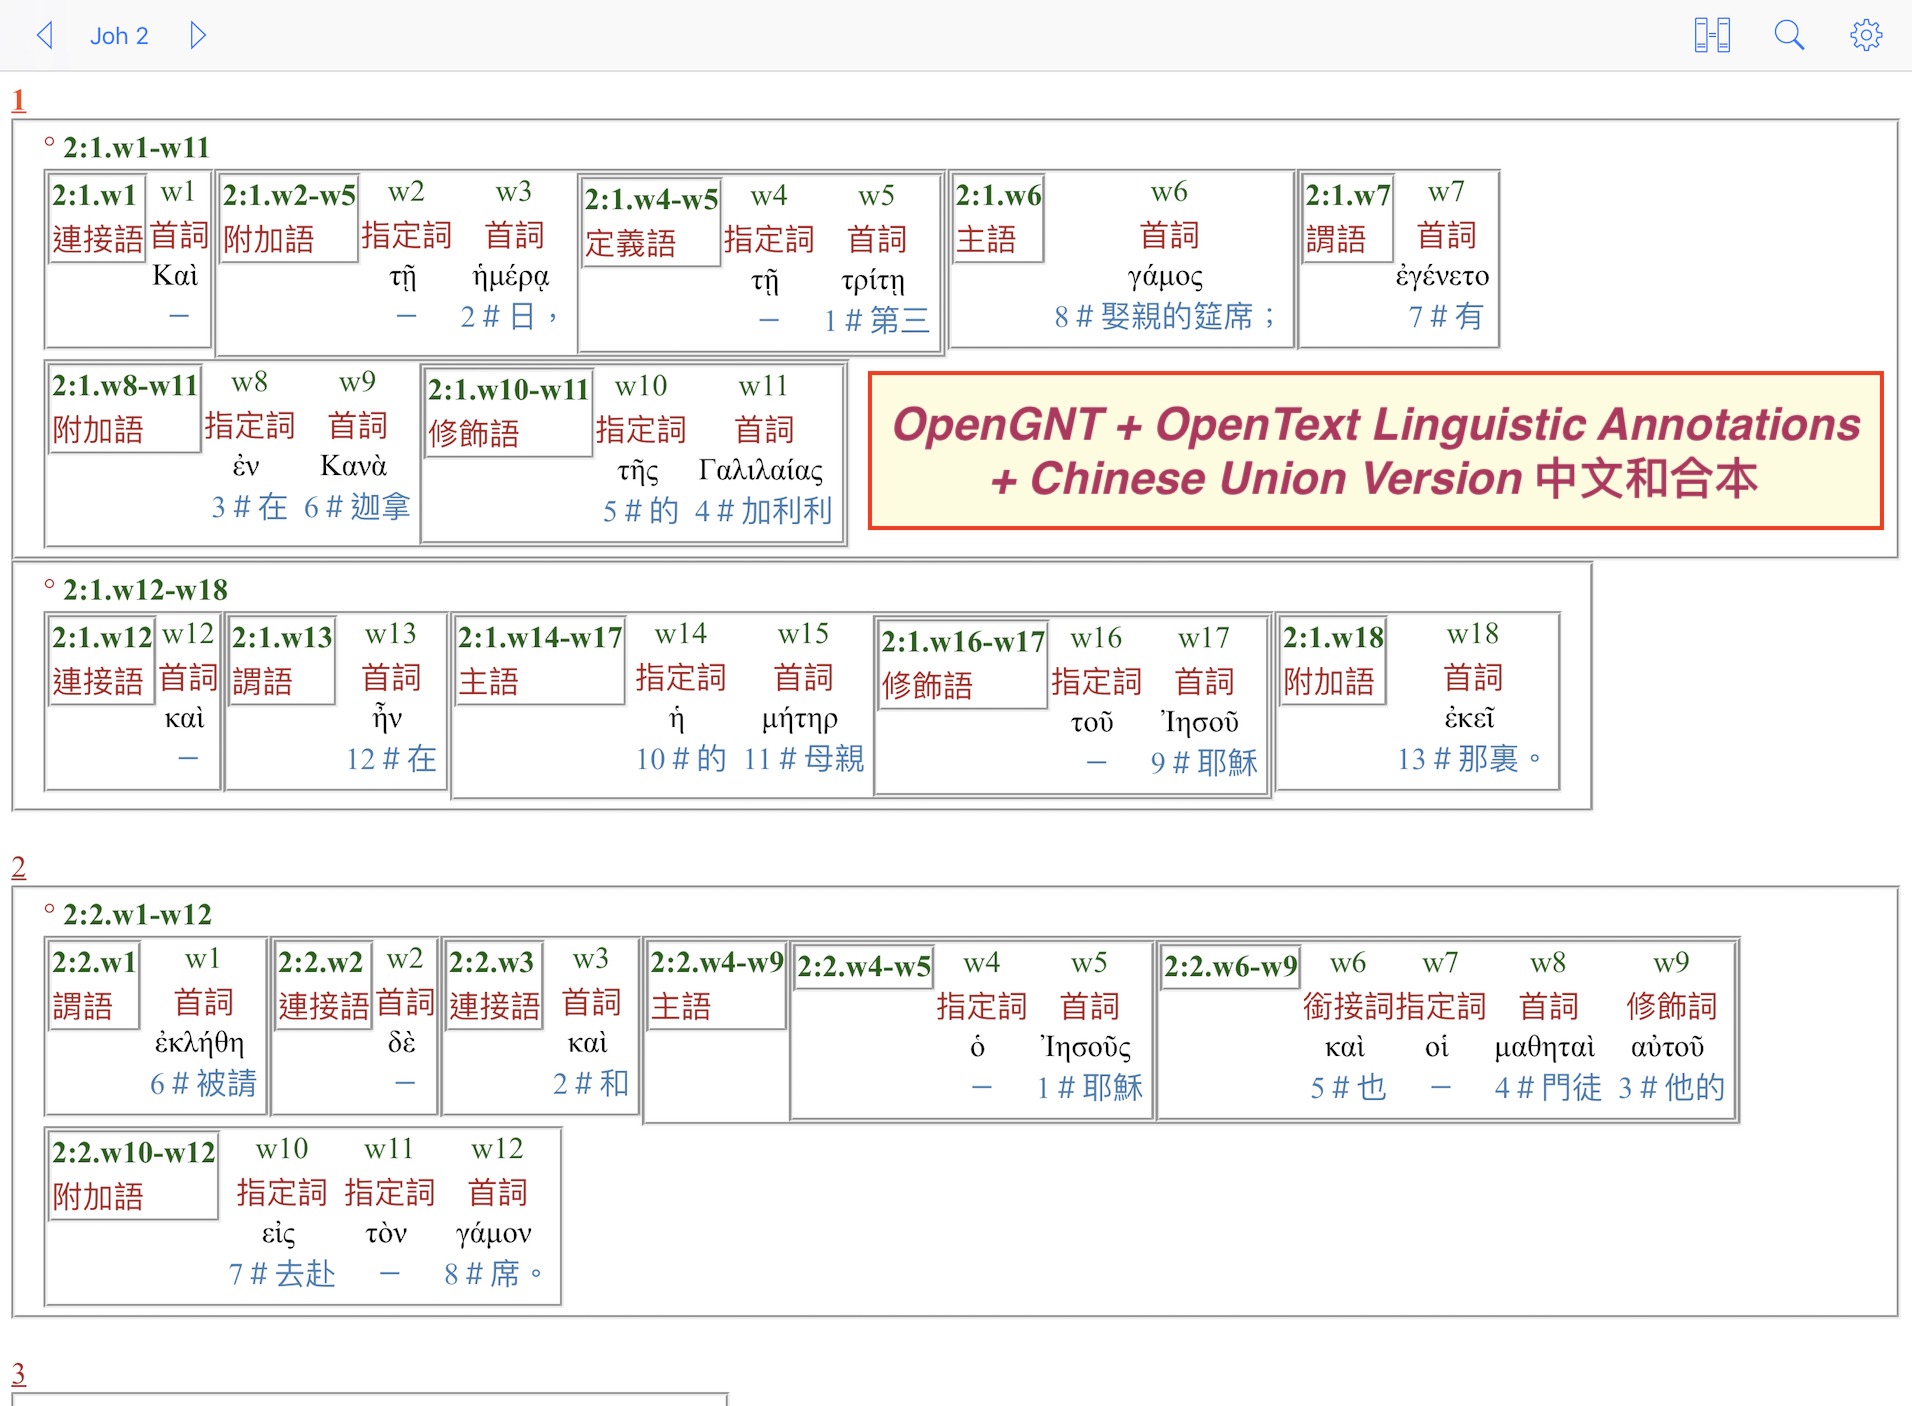 Joh 2
1
° 2:1.w1-w11
2:1.w1 w1 2:1.w2-w5 w2 w3 2:1.w4-w5 w4 w5 2:1.w6 w6 2:1.w7 w7
連接語 首詞 附加語 指定詞 首詞 定義語 指定詞 首詞 主語 首詞 謂語 首詞
Καὶ τῇ ἡμέρᾳ τῇ τρίτῃ γάμος ἐγένετο
– – 2 # 日， – 1 # 第三 8 # 娶親的筵席； 7 # 有
2:1.w8-w11 w8 w9 2:1.w10-w11 w10 w11
附加語 指定詞 首詞 修飾語 指定詞 首詞
ἐν Κανὰ τῆς Γαλιλαίας
3 # 在 6 # 迦拿 5 # 的 4 # 加利利
OpenGNT + OpenText Linguistic Annotations
+ Chinese Union Version 中文和合本
° 2:1.w12-w18
2:1.w12 w12 2:1.w13 w13 2:1.w14-w17 w14 w15 2:1.w16-w17 w16 w17 2:1.w18 w18
連接語 首詞 謂語 首詞 主語 指定詞 首詞 修飾語 指定詞 首詞 附加語 首詞
καὶ ἦν ἡ μήτηρ τοῦ Ἰησοῦ ἐκεῖ
– 12 # 在 10 # 的 11 # 母親 – 9 # 耶穌 13 # 那裏。
2
° 2:2.w1-w12
2:2.w1 w1 2:2.w2 w2 2:2.w3 w3 2:2.w4-w9 2:2.w4-w5 w4 w5 2:2.w6-w9 w6 w7 w8 w9
謂語 首詞 連接語 首詞 連接語 首詞 主語 指定詞 首詞 銜接詞 指定詞 首詞 修飾詞
ἐκλήθη δὲ καὶ ὁ Ἰησοῦς καὶ οἱ μαθηταὶ αὐτοῦ
6 # 被請 – 2 # 和 – 1 # 耶穌 5 # 也 – 4 # 門徒 3 # 他的
2:2.w10-w12 w10 w11 w12
附加語 指定詞 指定詞 首詞
εἰς τὸν γάμον
7 # 去赴 – 8 # 席。
3